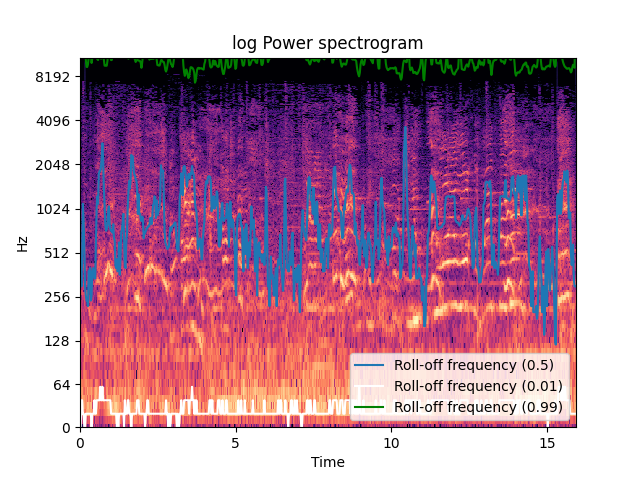 log Power spectrogram
8192
4096
2048
1024
512
256
128
64
0
Hz
0 5 10 15
Time
Roll-off frequency (0.5)
Roll-off frequency (0.01)
Roll-off frequency (0.99)